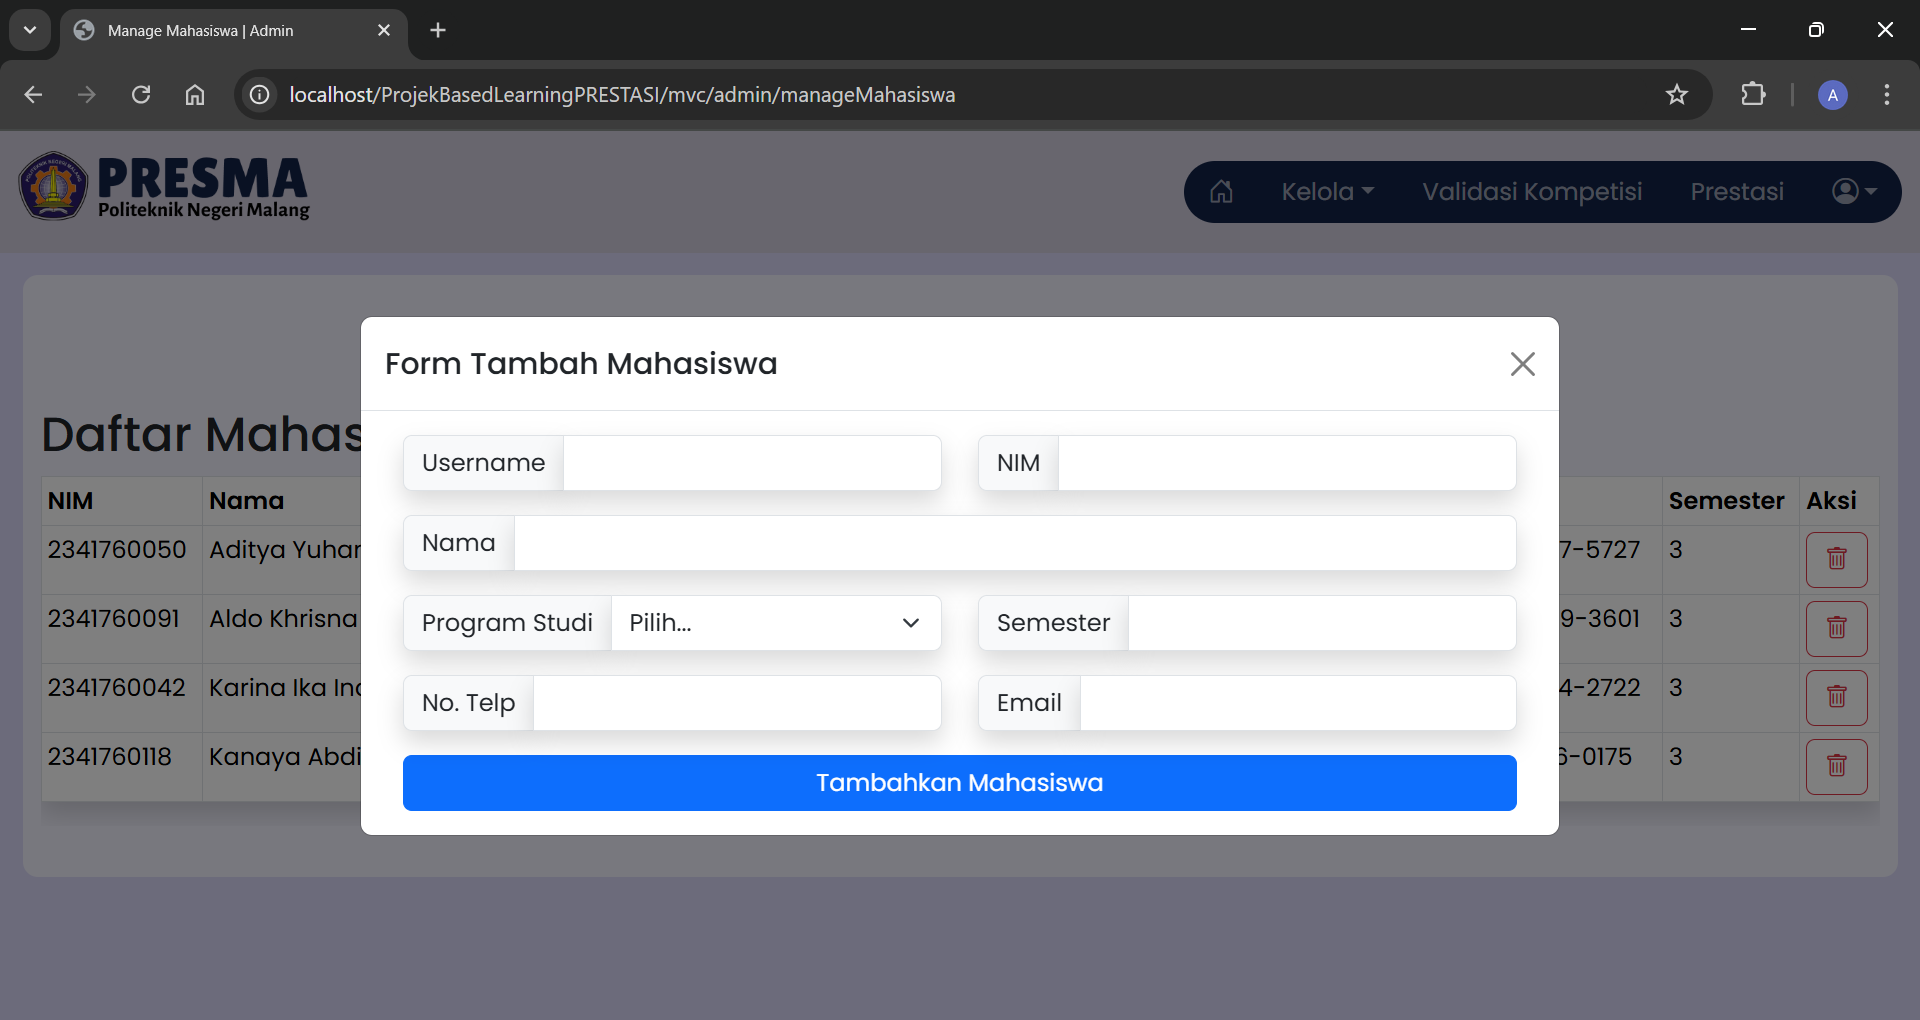 Manage Mahasiswa | Admin
localhost/ProjekBasedLearningPRESTASI/mvc/admin/manageMahasiswa
A
PRESMA
Politeknik Negeri Malang
Kelola
Validasi Kompetisi
Prestasi
Form Tambah Mahasiswa
Daftar Mahas
Username
NIM
Nama
Program Studi
Pilih...
Semester
No. Telp
Email
Tambahkan Mahasiswa
NIM Nama Semester Aksi
2341760050 Aditya Yuhar 7-5727 3
2341760091 Aldo Khrisna 9-3601 3
2341760042 Karina Ika 4-2722 3
2341760118 Kanaya Abdi 6-0175 3